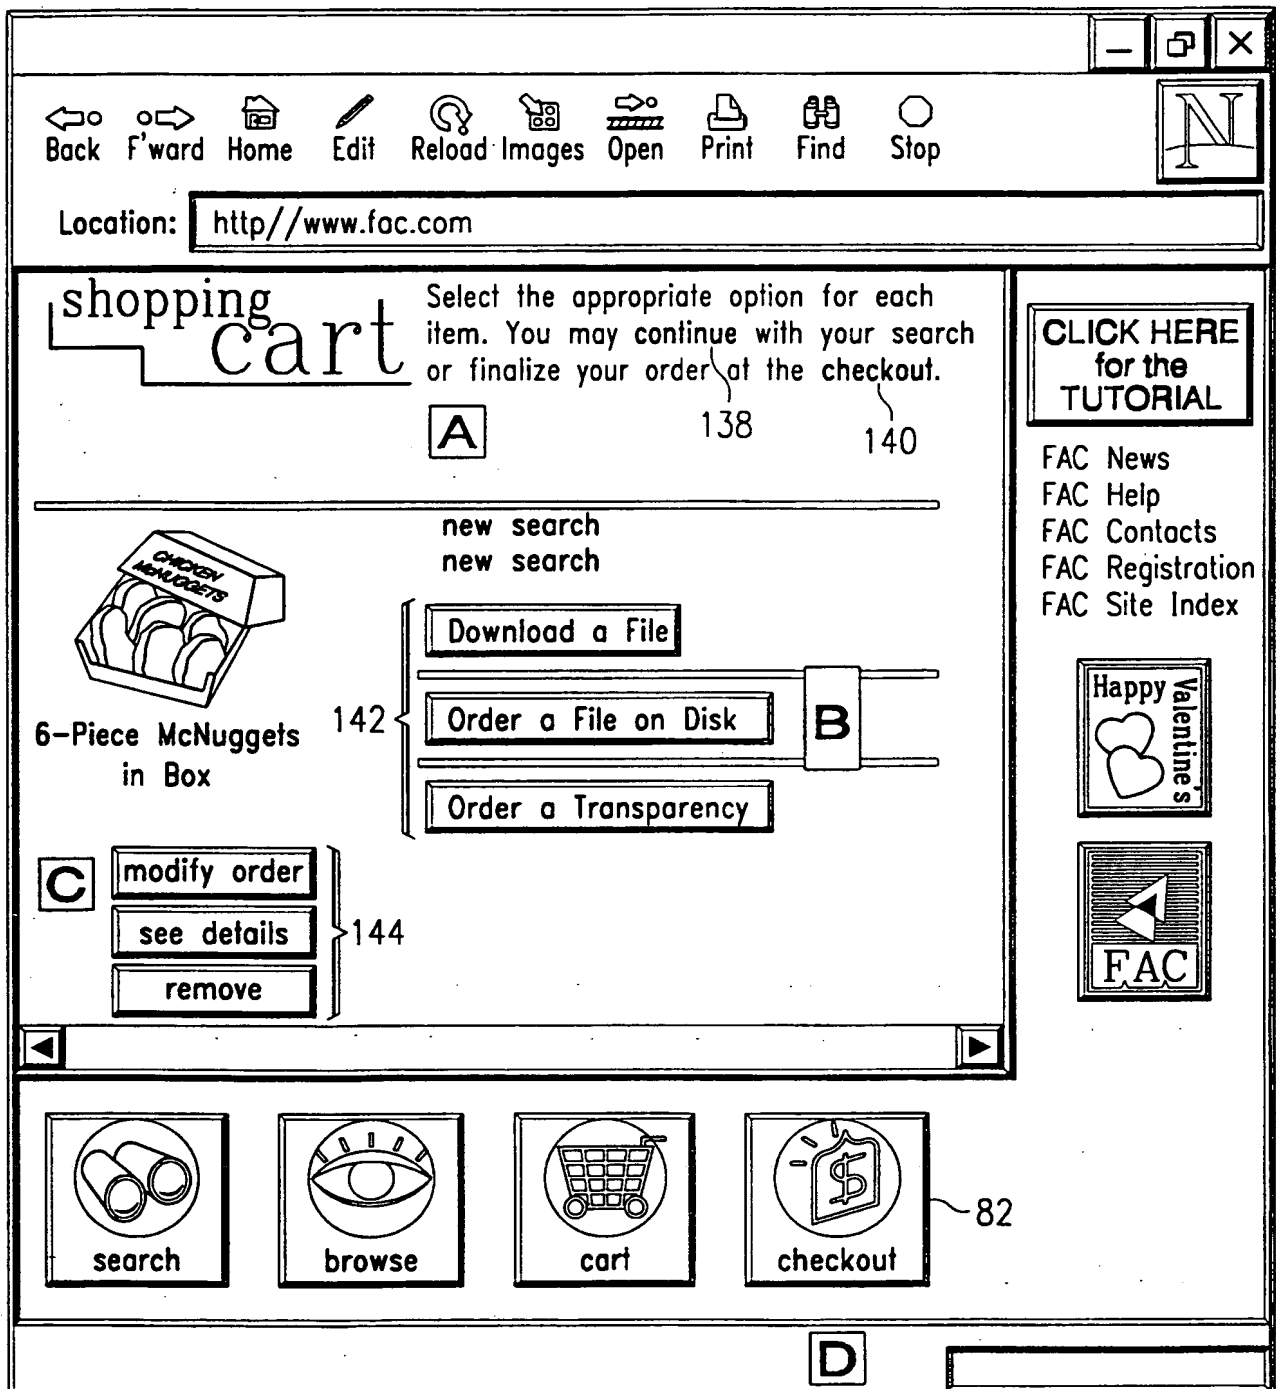 Back F'ward Home Edit Reload Images Open Print Find Stop
N
Location: http//www.fac.com
shopping
cart
Select the appropriate option for each
item. You may continue with your search
or finalize your order at the checkout.
138
140
A
CLICK HERE
for the
TUTORIAL
FAC News
FAC Help
FAC Contacts
FAC Registration
FAC Site Index
new search
new search
CHICKEN
McNUGGETS
6-Piece McNuggets
in Box
142
Download a File
Order a File on Disk
B
Order a Transparency
Happy Valentine's
FAC
C
modify order
see details
remove
144
search
browse
cart
$
checkout
82
D